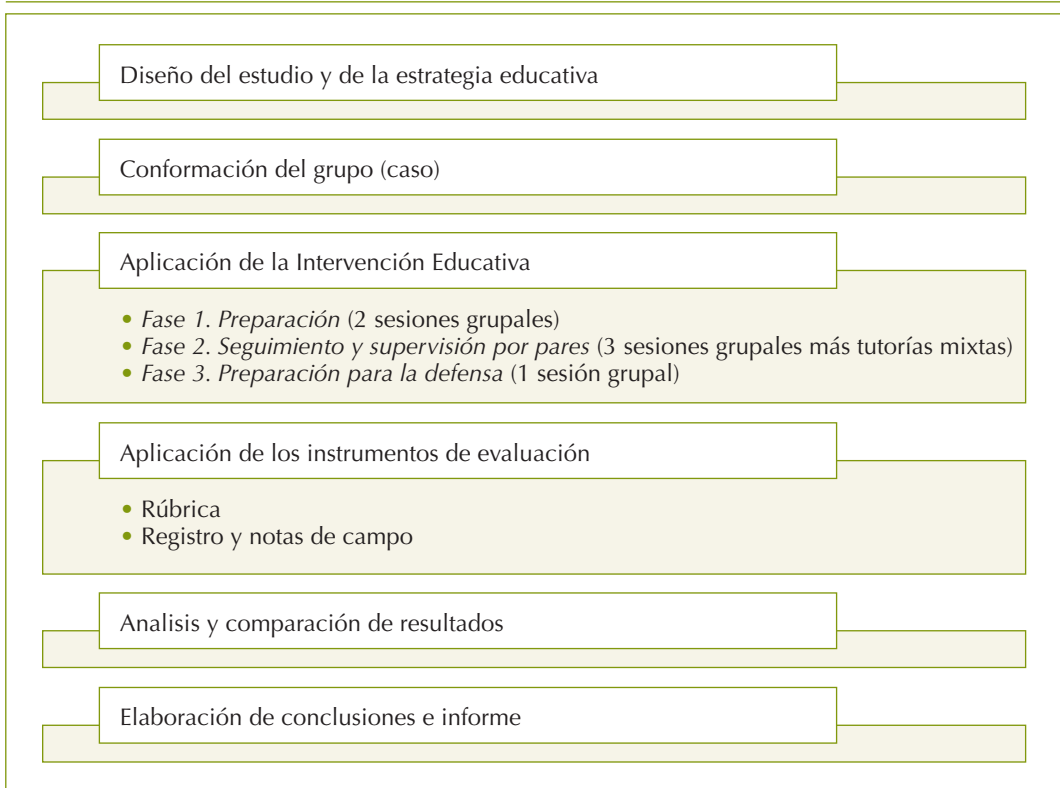 Diseño del estudio y de la estrategia educativa
Conformación del grupo (caso)
Aplicación de la Intervención Educativa
• Fase 1. Preparación (2 sesiones grupales)
• Fase 2. Seguimiento y supervisión por pares (3 sesiones grupales más tutorías mixtas)
• Fase 3. Preparación para la defensa (1 sesión grupal)
Aplicación de los instrumentos de evaluación
• Rúbrica
• Registro y notas de campo
Analisis y comparación de resultados
Elaboración de conclusiones e informe